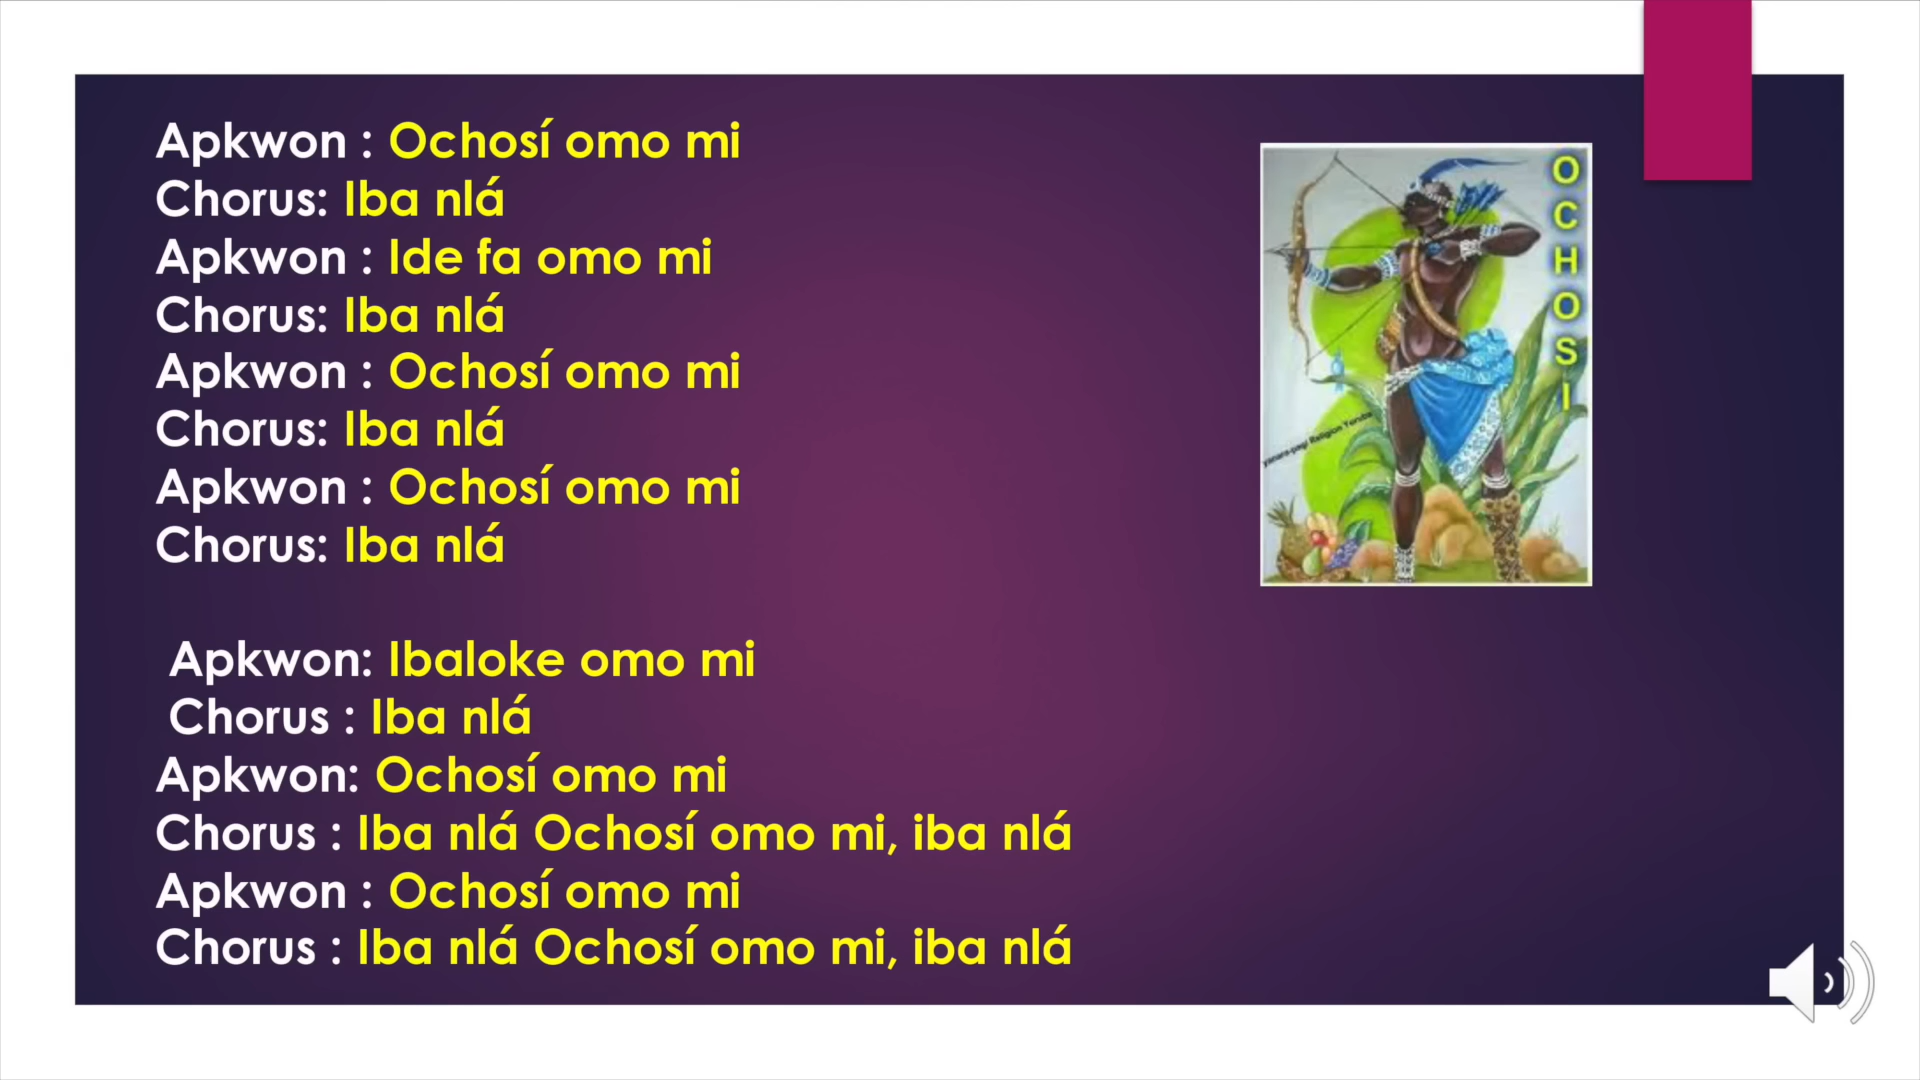 Apkwon : Ochosí omo mi
Chorus: Iba nlá
Apkwon : Ide fa omo mi
Chorus: Iba nlá
Apkwon : Ochosí omo mi
Chorus: Iba nlá
Apkwon : Ochosí omo mi
Chorus: Iba nlá
Apkwon: Ibaloke omo mi
Chorus : Iba nlá
Apkwon: Ochosí omo mi
Chorus : Iba nlá Ochosí omo mi, iba nlá
Apkwon : Ochosí omo mi
Chorus : Iba nlá Ochosí omo mi, iba nlá
OCHOSI
Religion Yoruba